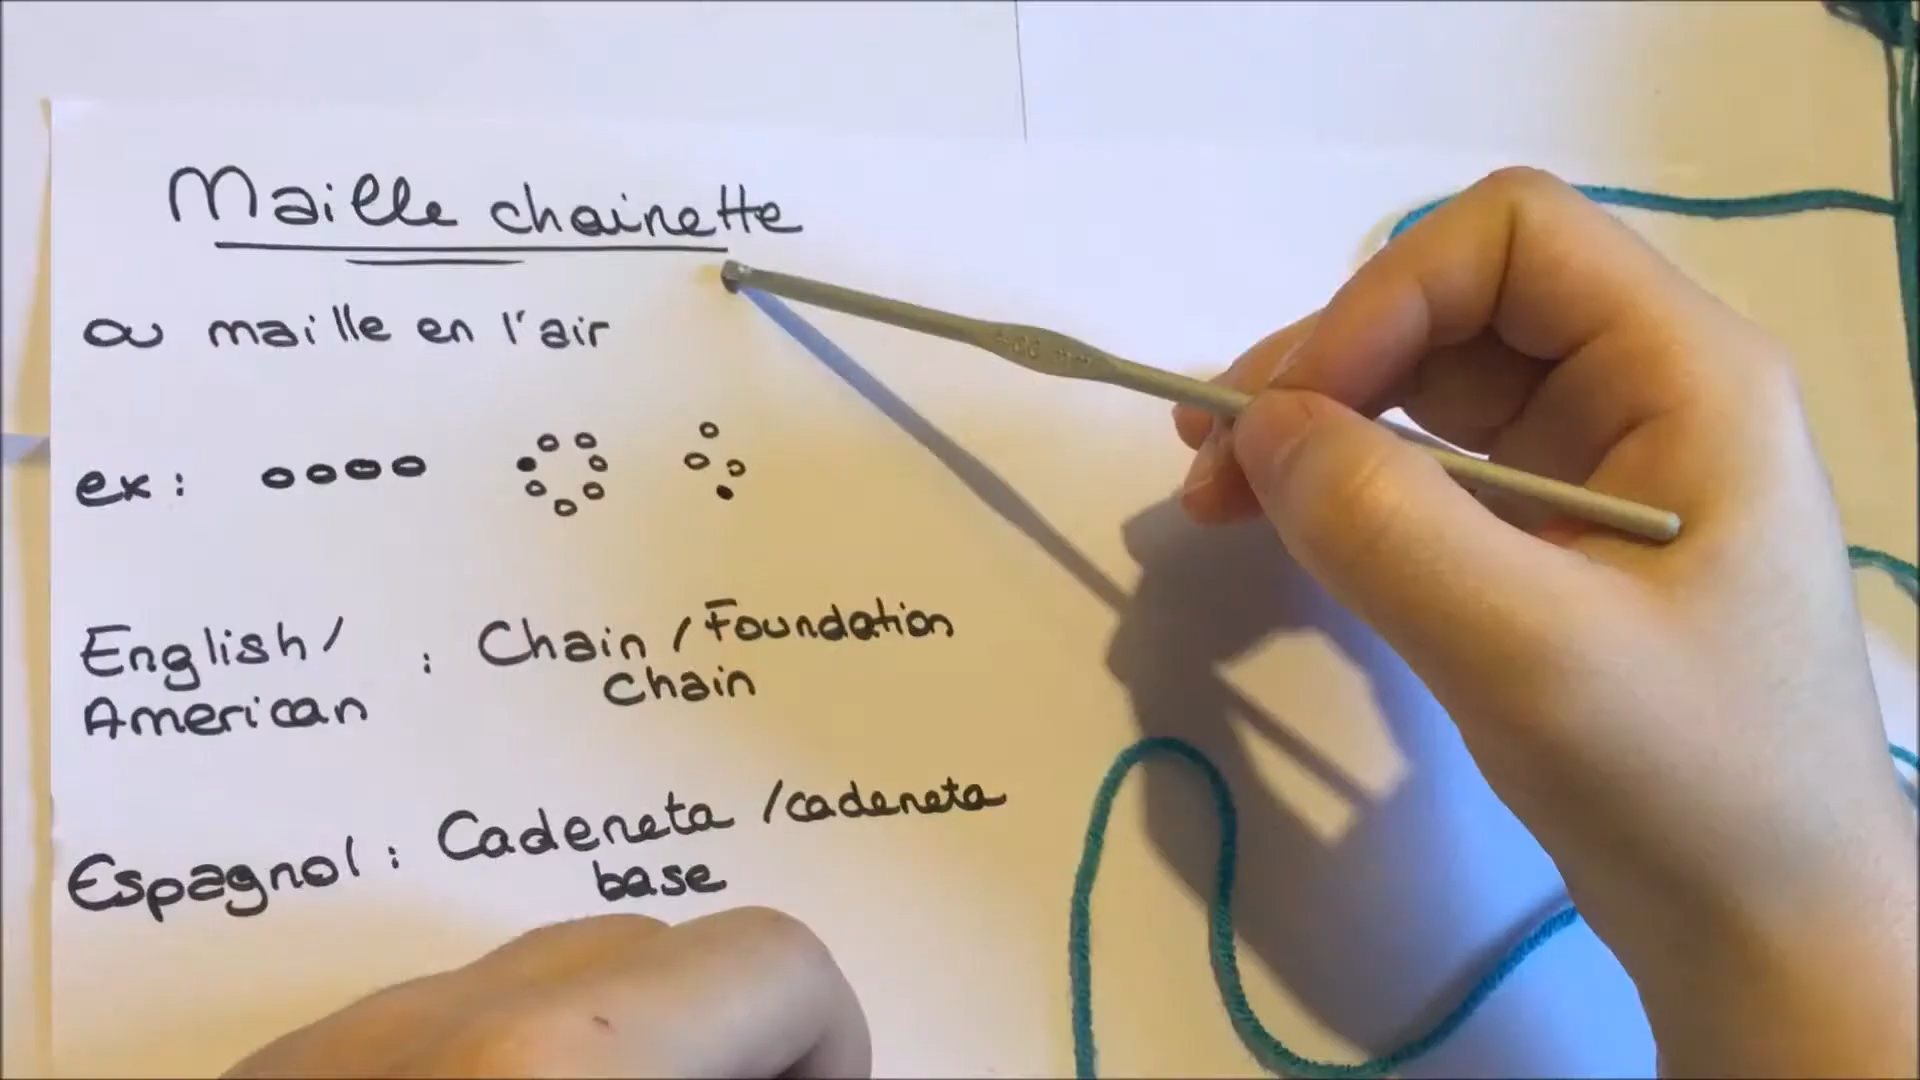 Maille chainette
ou maille en l'air
ex :
English/
American : Chain / Foundation
chain
Espagnol : Cadeneta /cadeneta
base